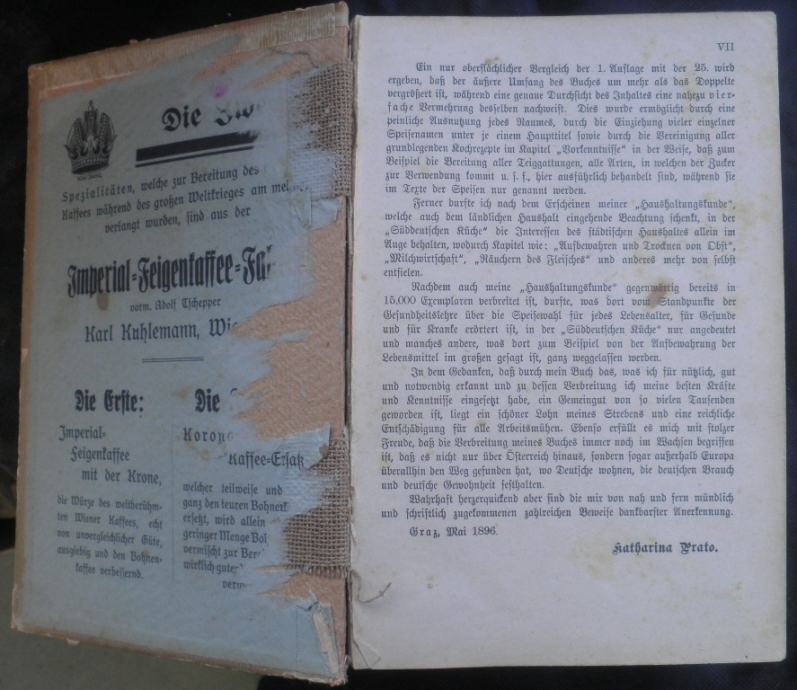 Die
Spezialitäten, welche zur Bereitung des
Kaffees während des großen Weltkrieges am
verlangt wurden, sind aus der
Imperial-Feigenkaffee-
vorm. Adolf Tschepper
Karl Kuhlemann,
Die Erste:
Imperial-
Feigenkaffee
mit der Krone,
die Würze des weltberühm-
ten Wiener Kaffees, echt
von unvergleichlicher Güte,
ausgiebig und den Bohnen-
kaffee verbessernd.
Die
Kaffee-Ersatz
welcher teilweise und
ganz den teuren
ersetzt, wird allein
geringer Menge
vermischt zur
wirklich guter
VII
Ein nur oberflächlicher Vergleich der 1. Auflage mit der 25. wird
ergeben, daß der äußere Umfang des Buches um mehr als das Doppelte
vergrößert ist, während eine genaue Durchsicht des Inhaltes eine nahezu vier-
fache Vermehrung desselben nachweist. Dies wurde ermöglicht durch eine
peinliche Ausnutzung jedes Raumes, durch die Einziehung vieler einzelner
Speisenamen unter je einem Haupttitel sowie durch die Vereinigung aller
grundlegenden Kochrezepte im Kapitel „Vorkenntnisse“ in der Weise, daß zum
Beispiel die Bereitung aller Teiggattungen, alle Arten, in welchen der Zucker
zur Verwendung kommt u. s. f., hier ausführlich behandelt sind, während sie
im Texte der Speisen nur genannt werden.
Ferner durfte ich nach dem Erscheinen meiner „Haushaltungskunde“,
welche auch dem ländlichen Haushalt eingehende Beachtung schenkt, in der
„Süddeutschen Küche“ die Interessen des städtischen Haushaltes allein im
Auge behalten, wodurch Kapitel wie: „Aufbewahren und Trocknen von Obst“,
„Milchwirtschaft“, „Räuchern des Fleisches“ und anderes mehr von selbst
entfielen.
Nachdem auch meine „Haushaltungskunde“ gegenwärtig bereits in
15.000 Exemplaren verbreitet ist, durfte, was dort vom Standpunkte der
Gesundheitslehre über die Speisewahl für jedes Lebensalter, für Gesunde
und für Kranke erörtert ist, in der „Süddeutschen Küche“ nur angedeutet
und manches andere, was dort zum Beispiel von der Aufbewahrung der
Lebensmittel im großen gesagt ist, ganz weggelassen werden.
In dem Gedanken, daß durch mein Buch das, was ich für nützlich, gut
und notwendig erkannt und zu dessen Verbreitung ich meine besten Kräfte
und Kenntnisse eingesetzt habe, ein Gemeingut von so vielen Tausenden
geworden ist, liegt ein schöner Lohn meines Strebens und eine reichliche
Entschädigung für alle Arbeitsmühen. Ebenso erfüllt es mich mit stolzer
Freude, daß die Verbreitung meines Buches immer noch im Wachsen begriffen
ist, daß es nicht nur über Österreich hinaus, sondern sogar außerhalb Europa
überallhin den Weg gefunden hat, wo Deutsche wohnen, die deutschen Brauch
und deutsche Gewohnheit festhalten.
Wahrhaft herzerquickend aber sind die mir von nah und fern mündlich
und schriftlich zugekommenen zahlreichen Beweise dankbarster Anerkennung.
Graz, Mai 1896.
Katharina Prato.